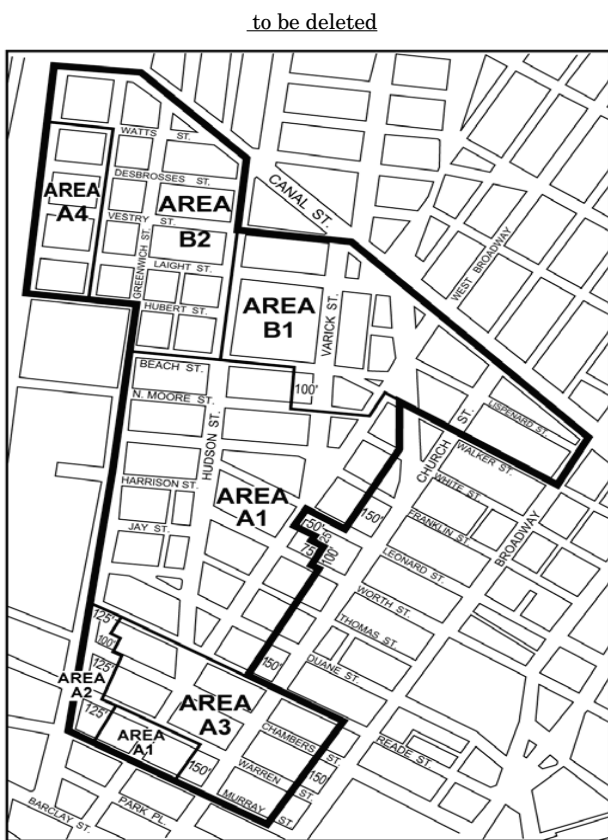 to be deleted
WATTS ST.
DESBROSSES ST.
CANAL ST.
AREA
A4
AREA
B2
VESTRY ST.
GREENWICH ST.
LAIGHT ST.
HUBERT ST.
WEST BROADWAY
AREA
B1
VARICK ST.
BEACH ST.
100'
N. MOORE ST.
HUDSON ST.
LISPENARD ST.
CHURCH ST.
WALKER ST.
WHITE ST.
HARRISON ST.
AREA
A1
150'
50'
25'
75'
100'
FRANKLIN ST.
BROADWAY
JAY ST.
LEONARD ST.
WORTH ST.
THOMAS ST.
125'
100'
125'
150'
DUANE ST.
AREA
A2
AREA
A3
125'
AREA
A1
CHAMBERS ST.
READE ST.
150'
WARREN ST.
150'
MURRAY ST.
PARK PL.
BARCLAY ST.